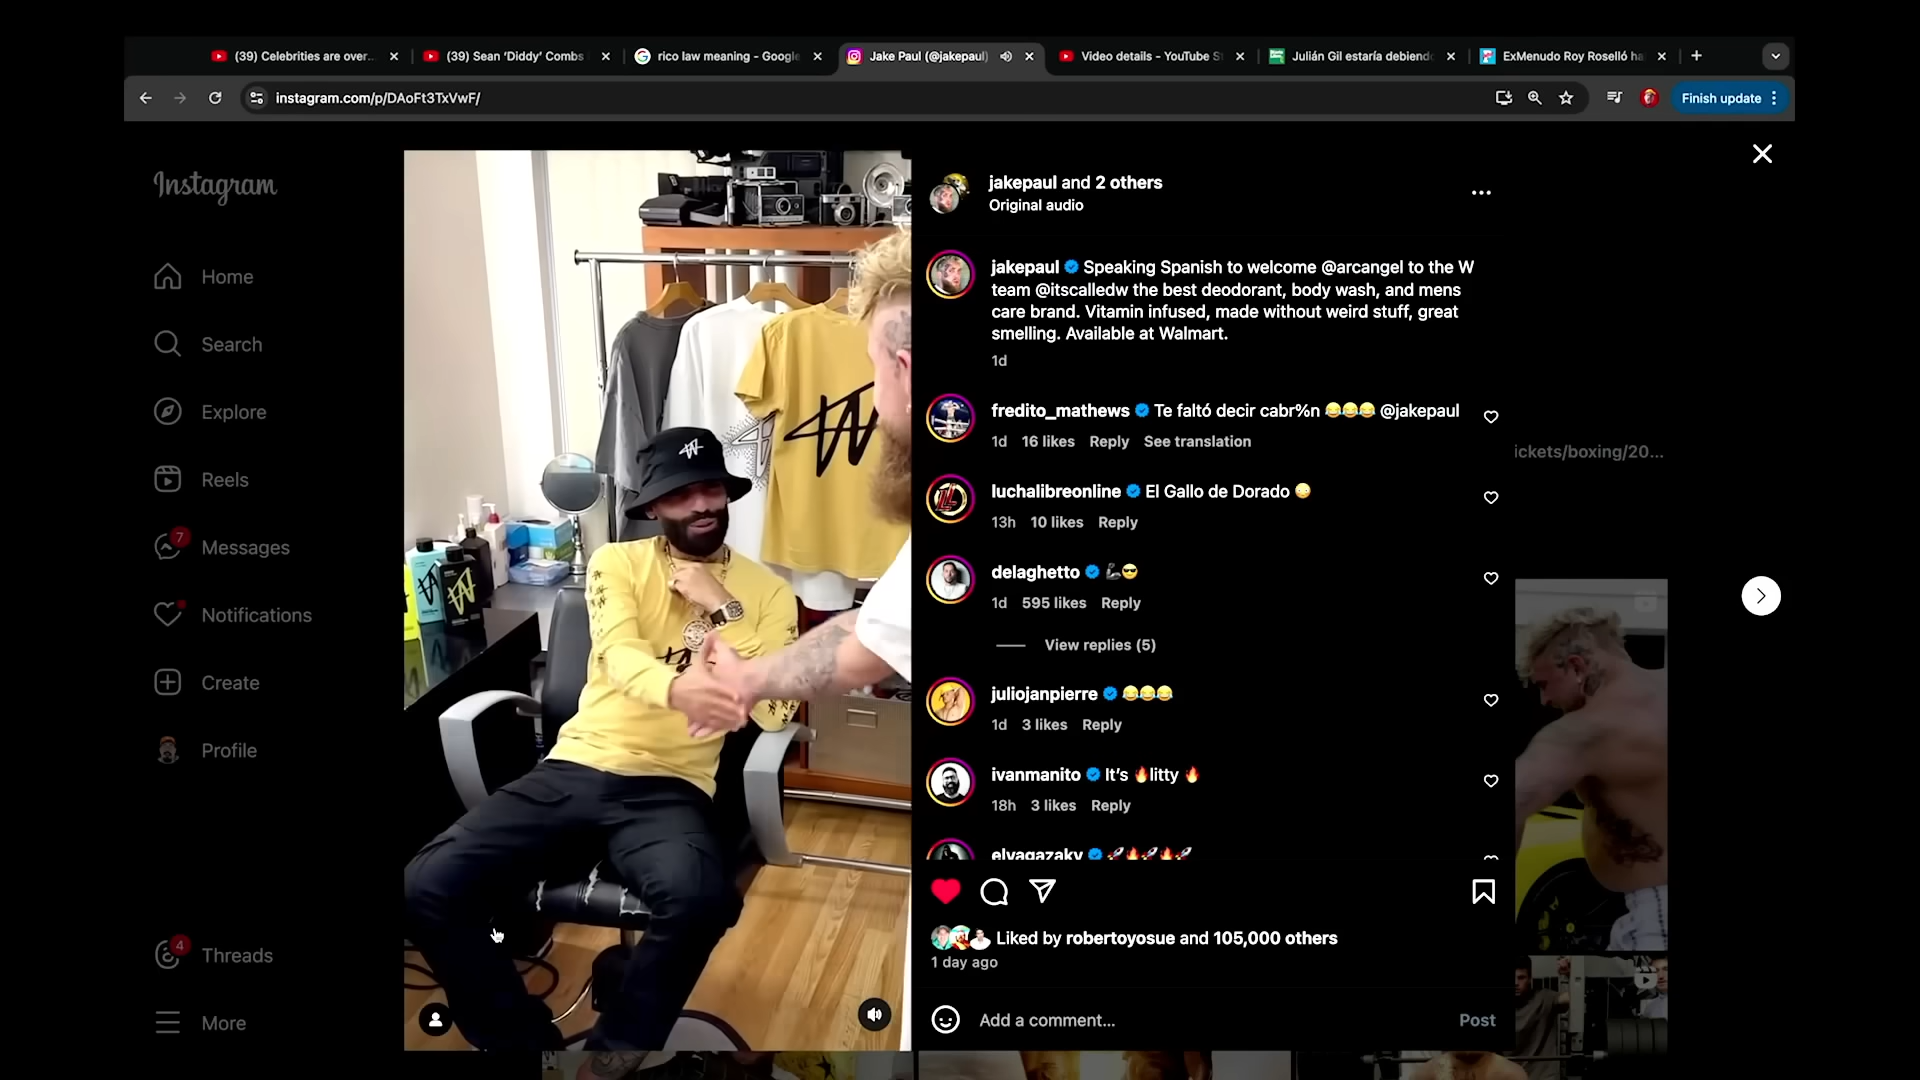 (39) Celebrities are over...
(39) Sean ‘Diddy’ Combs
rico law meaning - Google
Jake Paul (@jakepaul)
Video details - YouTube St
Julián Gil estaría debiendo
ExMenudo Roy Roselló ha
instagram.com/p/DAoFt3TxVwF/
Finish update
Instagram
Home
Search
Explore
Reels
7
Messages
Notifications
Create
Profile
4
Threads
More
jakepaul and 2 others
Original audio
jakepaul Speaking Spanish to welcome @arcangel to the W
team @itscalledw the best deodorant, body wash, and mens
care brand. Vitamin infused, made without weird stuff, great
smelling. Available at Walmart.
1d
fredito_mathews Te faltó decir cabr%n 😂😂😂 @jakepaul
1d 16 likes Reply See translation
luchalibreonline El Gallo de Dorado 😳
13h 10 likes Reply
delaghetto 🦾😎
1d 595 likes Reply
View replies (5)
juliojanpierre 😂😂😂
1d 3 likes Reply
ivanmanito It’s 🔥litty 🔥
18h 3 likes Reply
elyagazaky 🚀🔥🚀🔥🚀
Liked by robertoyosue and 105,000 others
1 day ago
Add a comment...
Post
ickets/boxing/20...
W
W
W